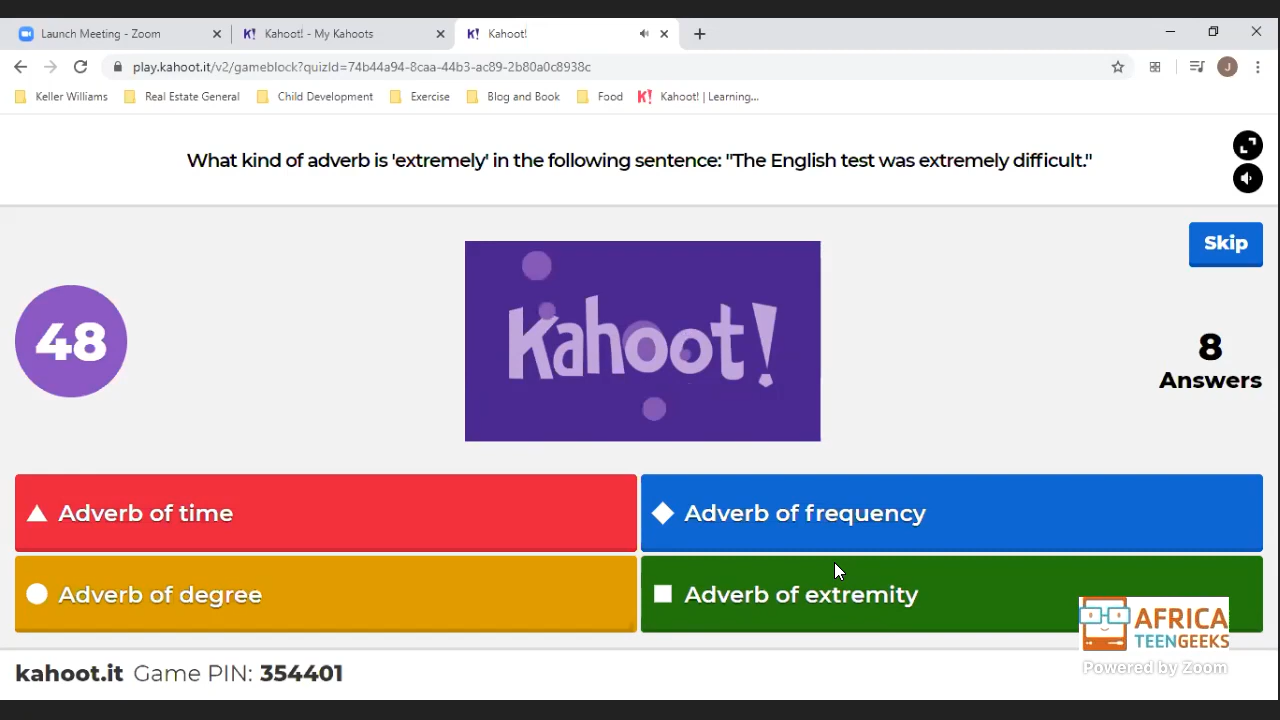 Launch Meeting - Zoom
Kahoot! - My Kahoots
Kahoot!
play.kahoot.it/v2/gameblock?quizId=74b44a94-8caa-44b3-ac89-2b80a0c8938c
J
Keller Williams
Real Estate General
Child Development
Exercise
Blog and Book
Food
Kahoot! | Learning...
What kind of adverb is 'extremely' in the following sentence: "The English test was extremely difficult."
Skip
48
Kahoot!
8
Answers
Adverb of time
Adverb of frequency
Adverb of degree
Adverb of extremity
AFRICA
TEENGEEKS
Powered by Zoom
kahoot.it Game PIN: 354401